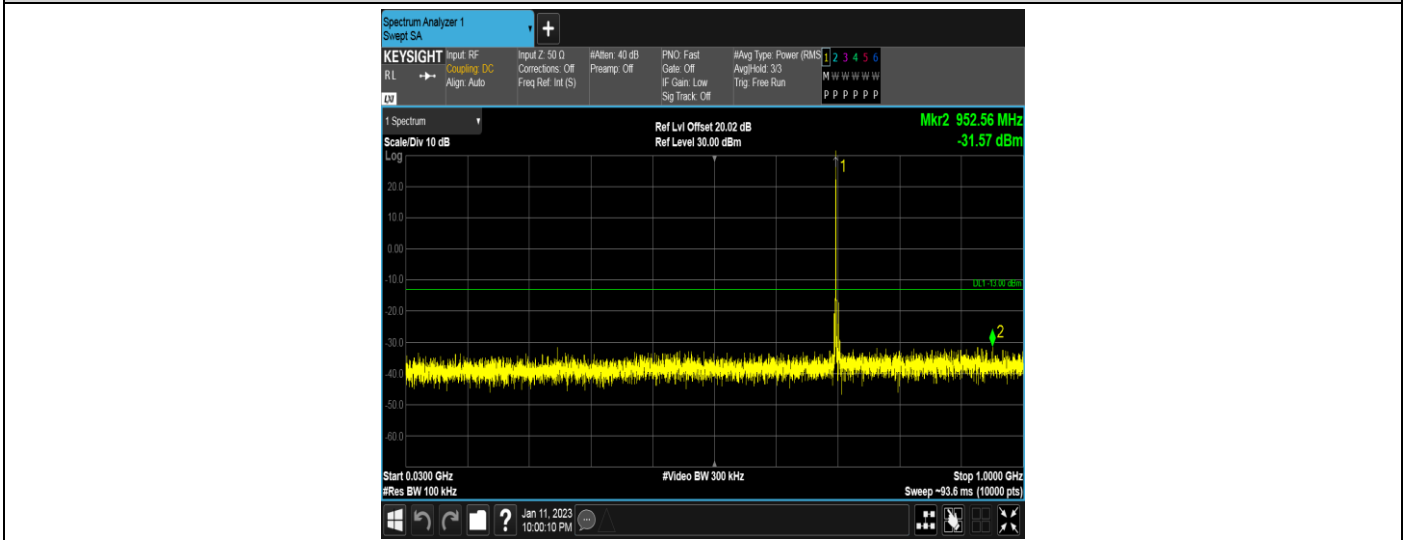 Spectrum Analyzer 1
Swept SA
+
KEYSIGHT Input: RF Input Z: 50 Ω #Atten: 40 dB PNO: Fast #Avg Type: Power (RMS 1 2 3 4 5 6
RL Coupling: DC Corrections: Off Preamp: Off Gate: Off Avg|Hold: 3/3 M W W W W W
Align: Auto Freq Ref: Int (S) IF Gain: Low Trig: Free Run P P P P P P
LXI Sig Track: Off
1 Spectrum Ref Lvl Offset 20.02 dB Mkr2 952.56 MHz
Scale/Div 10 dB Ref Level 30.00 dBm -31.57 dBm
Log
1
20.0
10.0
0.00
-10.0
DL1 -13.00 dBm
-20.0
2
-30.0
-40.0
-50.0
-60.0
Start 0.0300 GHz #Video BW 300 kHz Stop 1.0000 GHz
#Res BW 100 kHz Sweep ~93.6 ms (10000 pts)
? Jan 11, 2023
10:00:10 PM